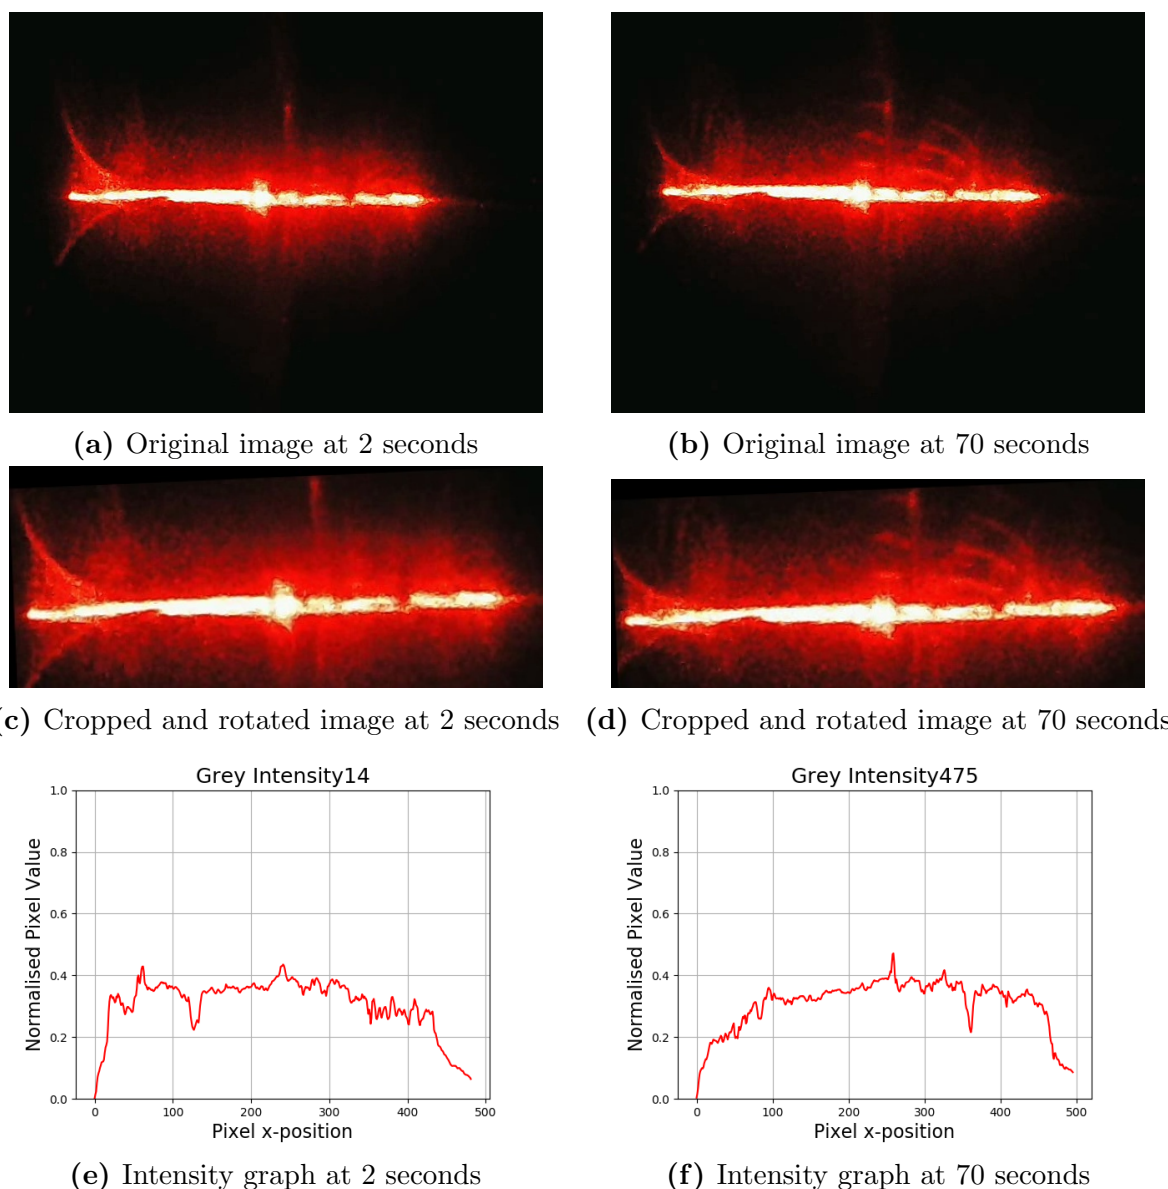 (a) Original image at 2 seconds
(b) Original image at 70 seconds
(c) Cropped and rotated image at 2 seconds
(d) Cropped and rotated image at 70 seconds
Grey Intensity14
1.0
0.8
0.6
0.4
0.2
0.0
Normalised Pixel Value
0 100 200 300 400 500
Pixel x-position
(e) Intensity graph at 2 seconds
Grey Intensity475
1.0
0.8
0.6
0.4
0.2
0.0
Normalised Pixel Value
0 100 200 300 400 500
Pixel x-position
(f) Intensity graph at 70 seconds